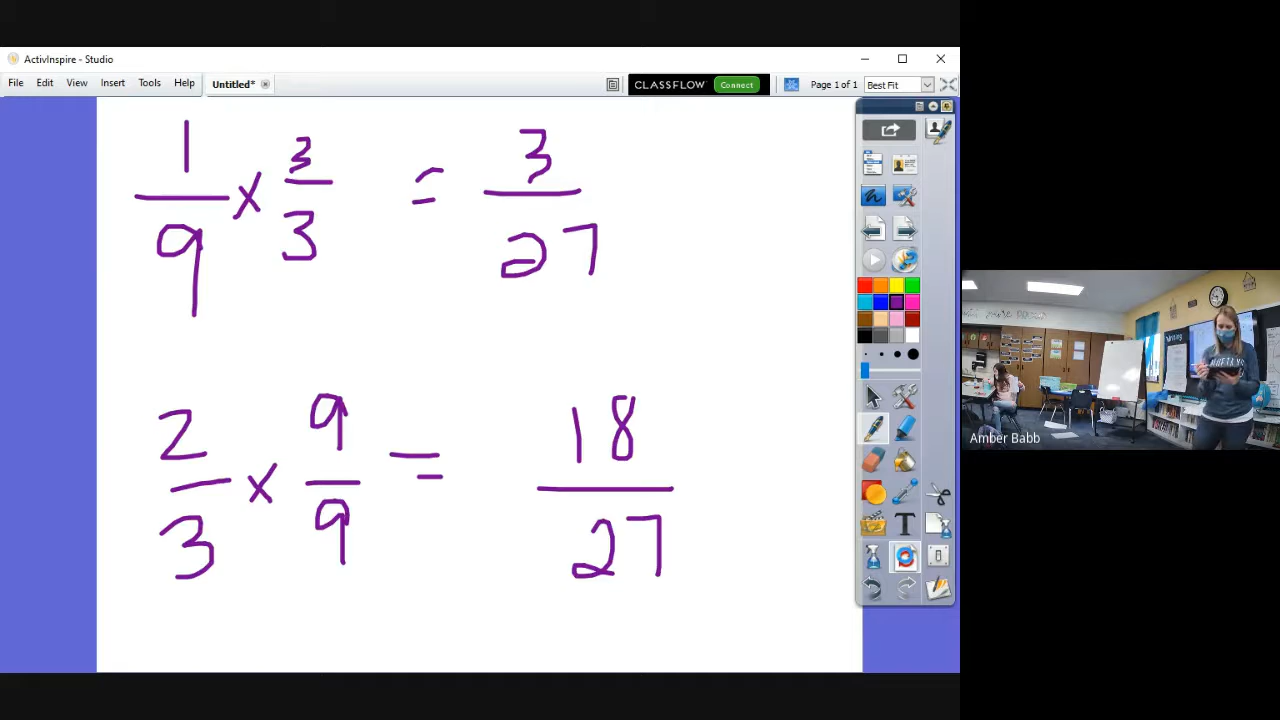 ActivInspire - Studio
File Edit View Insert Tools Help Untitled* CLASSFLOW Connect Page 1 of 1 Best Fit
1/9 x 3/3 = 3/27
2/3 x 9/9 = 18/27
Writing
Amber Babb